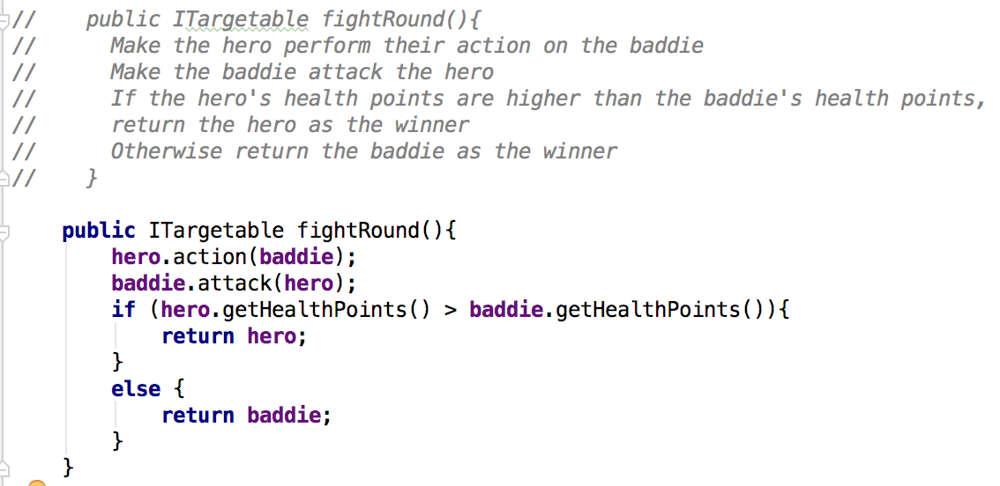 //    public ITargetable fightRound(){
//      Make the hero perform their action on the baddie
//      Make the baddie attack the hero
//      If the hero's health points are higher than the baddie's health points,
//      return the hero as the winner
//      Otherwise return the baddie as the winner
//    }
    public ITargetable fightRound(){
        hero.action(baddie);
        baddie.attack(hero);
        if (hero.getHealthPoints() > baddie.getHealthPoints()){
            return hero;
        }
        else {
            return baddie;
        }
    }